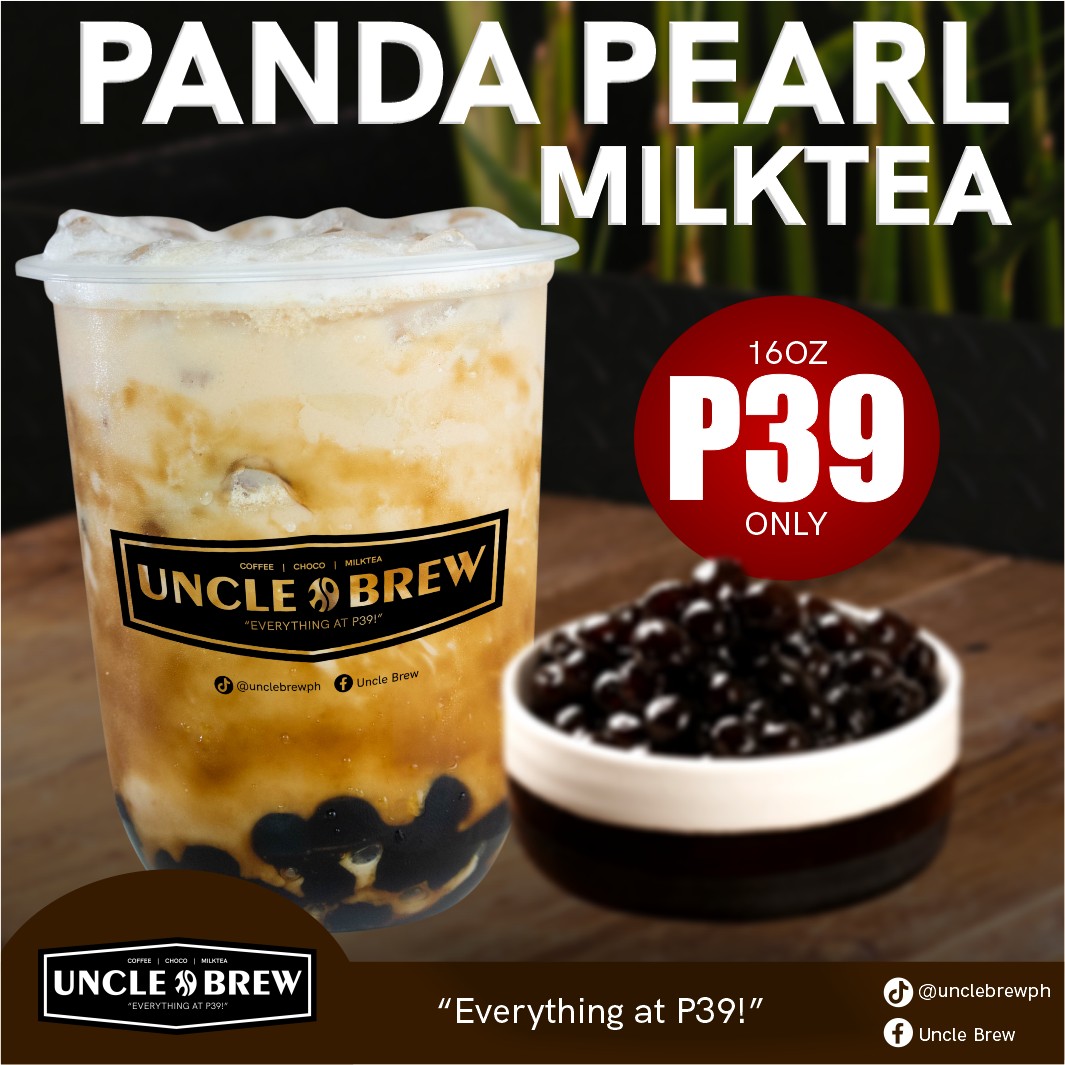 PANDA PEARL
MILKTEA
16OZ
P39
ONLY
COFFEE | CHOCO | MILKTEA
UNCLE BREW
“EVERYTHING AT P39!”
@unclebrewph Uncle Brew
COFFEE | CHOCO | MILKTEA
UNCLE BREW
“EVERYTHING AT P39!”
“Everything at P39!”
@unclebrewph
Uncle Brew